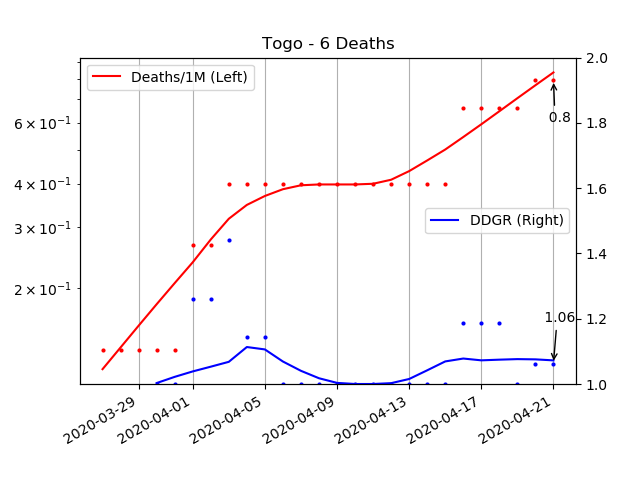 Togo - 6 Deaths
Deaths/1M (Left)
DDGR (Right)
6 × 10⁻¹
4 × 10⁻¹
3 × 10⁻¹
2 × 10⁻¹
2.0
1.8
1.6
1.4
1.2
1.0
0.8
1.06
2020-03-29
2020-04-01
2020-04-05
2020-04-09
2020-04-13
2020-04-17
2020-04-21